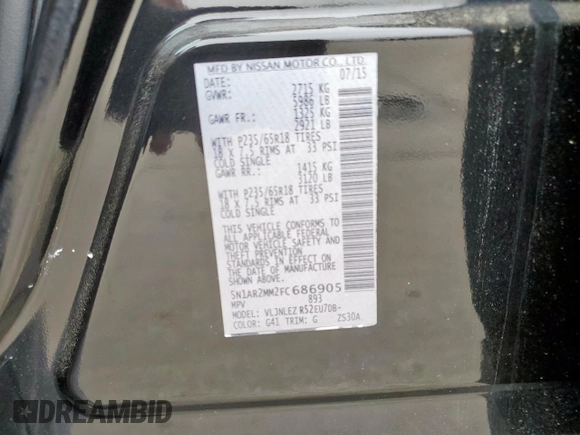 MFD BY NISSAN MOTOR CO., LTD.
DATE: 07/15
GVWR: 2715 KG
5986 LB
GAWR FR.: 1325 KG
2921 LB
WITH P235/65R18 TIRES
18 X 7.5 RIMS AT 33 PSI
COLD SINGLE
GAWR RR.: 1415 KG
3120 LB
WITH P235/65R18 TIRES
18 X 7.5 RIMS AT 33 PSI
COLD SINGLE
THIS VEHICLE CONFORMS TO
ALL APPLICABLE FEDERAL
MOTOR VEHICLE SAFETY AND
THEFT PREVENTION
STANDARDS IN EFFECT ON
THE DATE OF MANUFACTURE
SHOWN ABOVE.
5N1AR2MM2FC686905
MPV 893
MODEL: VLJNLEZ R52EU7DB-
COLOR: G41 TRIM: G ZS30A
DREAMBID